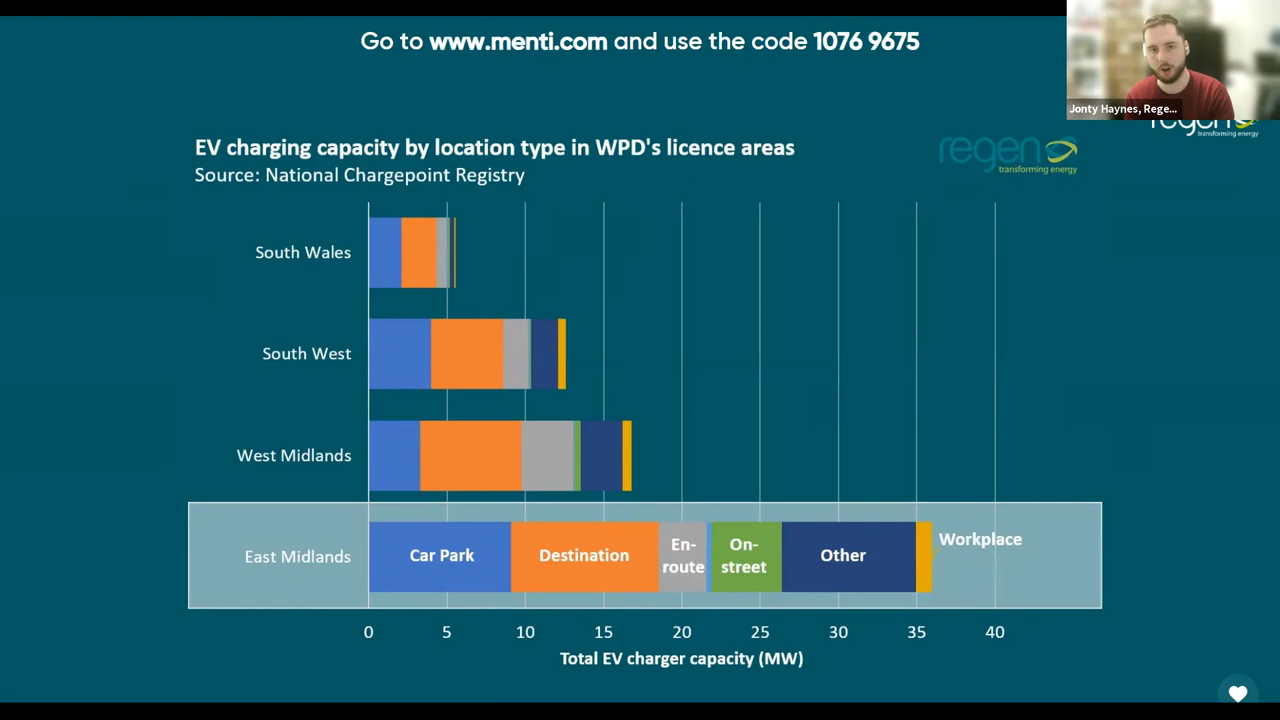 Go to www.menti.com and use the code 1076 9675
Jonty Haynes, Rege...
regen
transforming energy
EV charging capacity by location type in WPD's licence areas
Source: National Chargepoint Registry
regen
transforming energy
South Wales
South West
West Midlands
East Midlands
Car Park
Destination
En-
route
On-
street
Other
Workplace
0 5 10 15 20 25 30 35 40
Total EV charger capacity (MW)